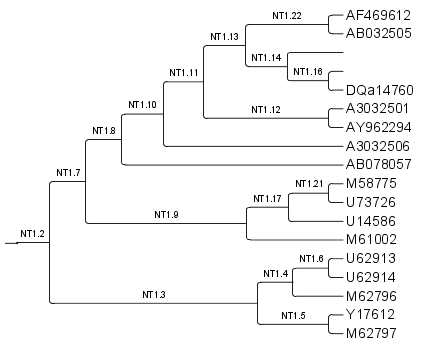 NT1.22 AF469612
AB032505
NT1.13
NT1.14
NT1.16
NT1.11
DQa14760
NT1.10 A3032501
NT1.12
AY962294
NT1.8
A3032506
AB078057
NT1.7
NT1.21 M58775
NT1.17
U73726
NT1.9 U14586
NT1.2 M61002
NT1.6 U62913
NT1.4 U62914
NT1.3 M62796
NT1.5 Y17612
M62797